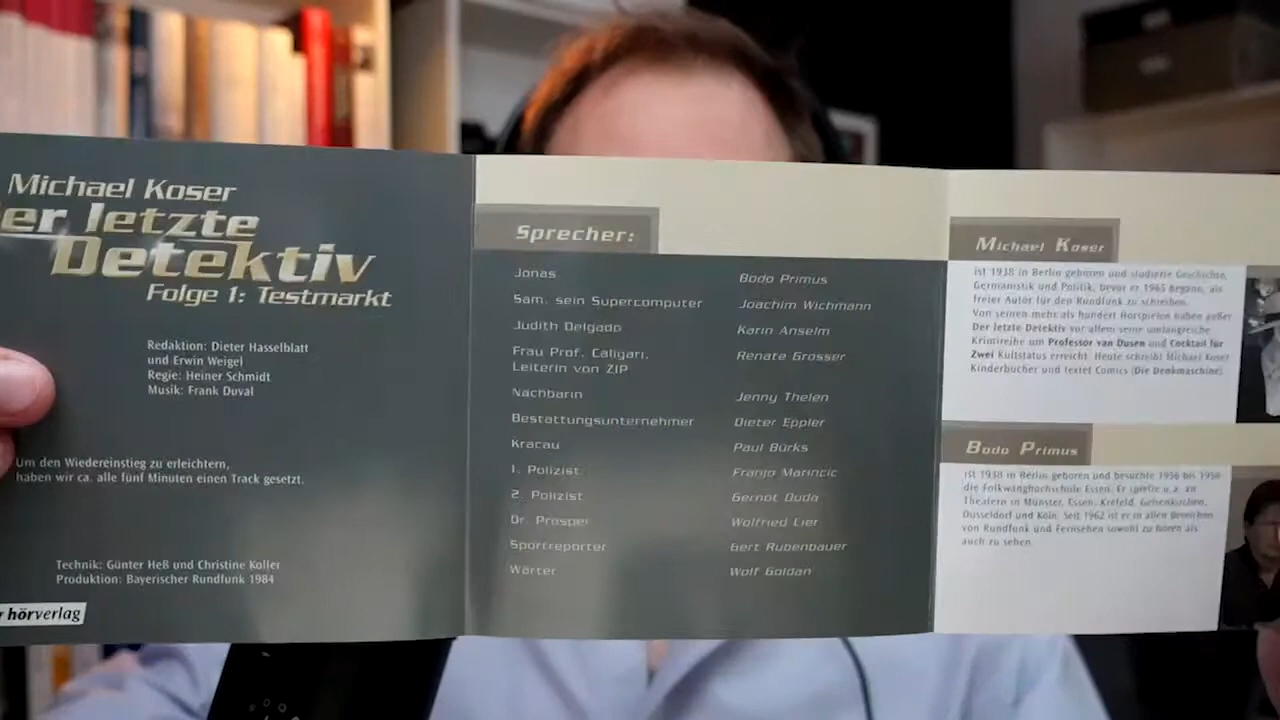 Michael Koser
er letzte
Detektiv
Folge 1: Testmarkt
Redaktion: Dieter Hasselblatt
und Erwin Weigel
Regie: Heiner Schmidt
Musik: Frank Duval
Um den Wiedereinstieg zu erleichtern,
haben wir ca. alle fünf Minuten einen Track gesetzt.
Technik: Günter Heß und Christine Koller
Produktion: Bayerischer Rundfunk 1984
hörverlag
Sprecher:
Jonas Bodo Primus
Sam, sein Supercomputer Joachim Wichmann
Judith Delgado Karin Anselm
Frau Prof. Caligari, Renate Grosser
Leiterin von ZIP
Nachbarin Jenny Thelen
Bestattungsunternehmer Dieter Eppler
Kracau Paul Bürks
1. Polizist Franjo Marincic
2. Polizist Gernot Duda
Dr. Prosper Wolfried Lier
Sportreporter Gert Rubenbauer
Wärter Wolf Goldan
Michael Koser
ist 1938 in Berlin geboren und studierte Geschichte,
Germanistik und Politik, bevor er 1965 begann, als
freier Autor für den Rundfunk zu schreiben.
Von seinen mehr als hundert Hörspielen haben außer
Der letzte Detektiv vor allem seine umfangreiche
Krimireihe um Professor van Dusen und Cocktail für
Zwei Kultstatus erreicht. Heute schreibt Michael Koser
Kinderbücher und textet Comics (Die Denkmaschine).
Bodo Primus
ist 1938 in Berlin geboren und besuchte 1956 bis 1958
die Folkwanghochschule Essen. Er spielte u. a. an
Theatern in Münster, Essen, Krefeld, Gelsenkirchen,
Düsseldorf und Köln. Seit 1962 ist er in allen Bereichen
von Rundfunk und Fernsehen sowohl zu hören als
auch zu sehen.